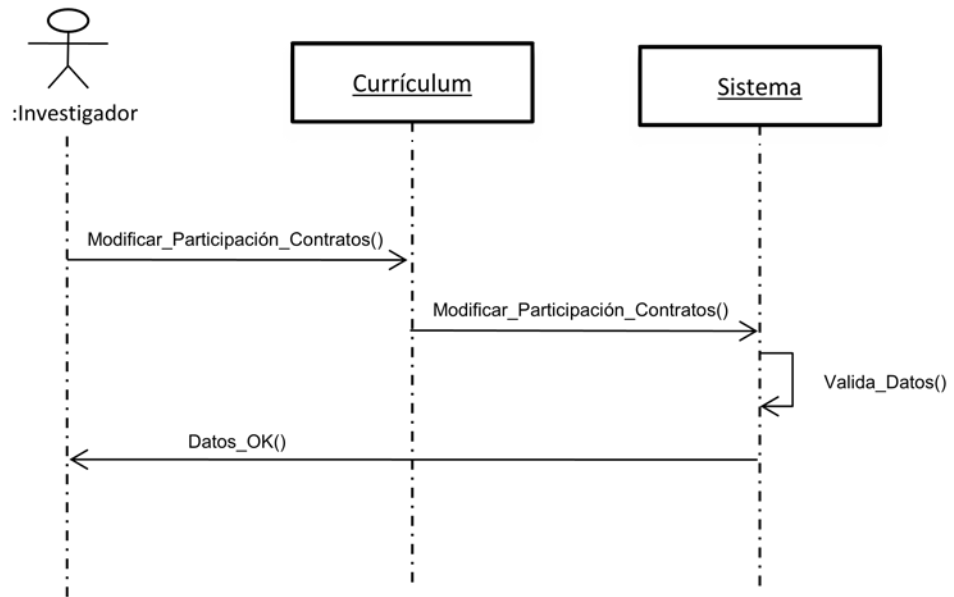 Currículum
Sistema
:Investigador
Modificar_Participación_Contratos()
Modificar_Participación_Contratos()
Valida_Datos()
Datos_OK()